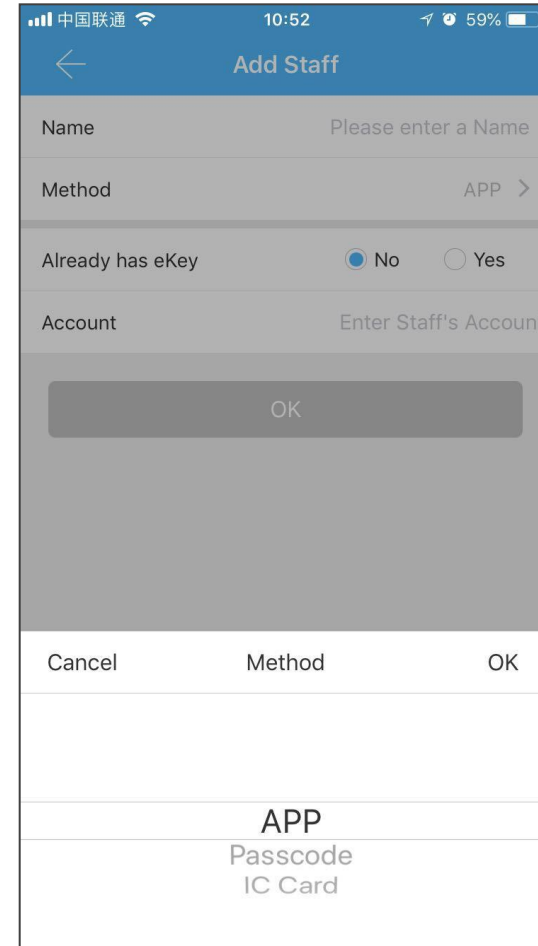 中国联通 10:52 59%
Add Staff
Name Please enter a Name
Method APP >
Already has eKey No Yes
Account Enter Staff's Accoun
OK
Cancel Method OK
APP
Passcode
IC Card